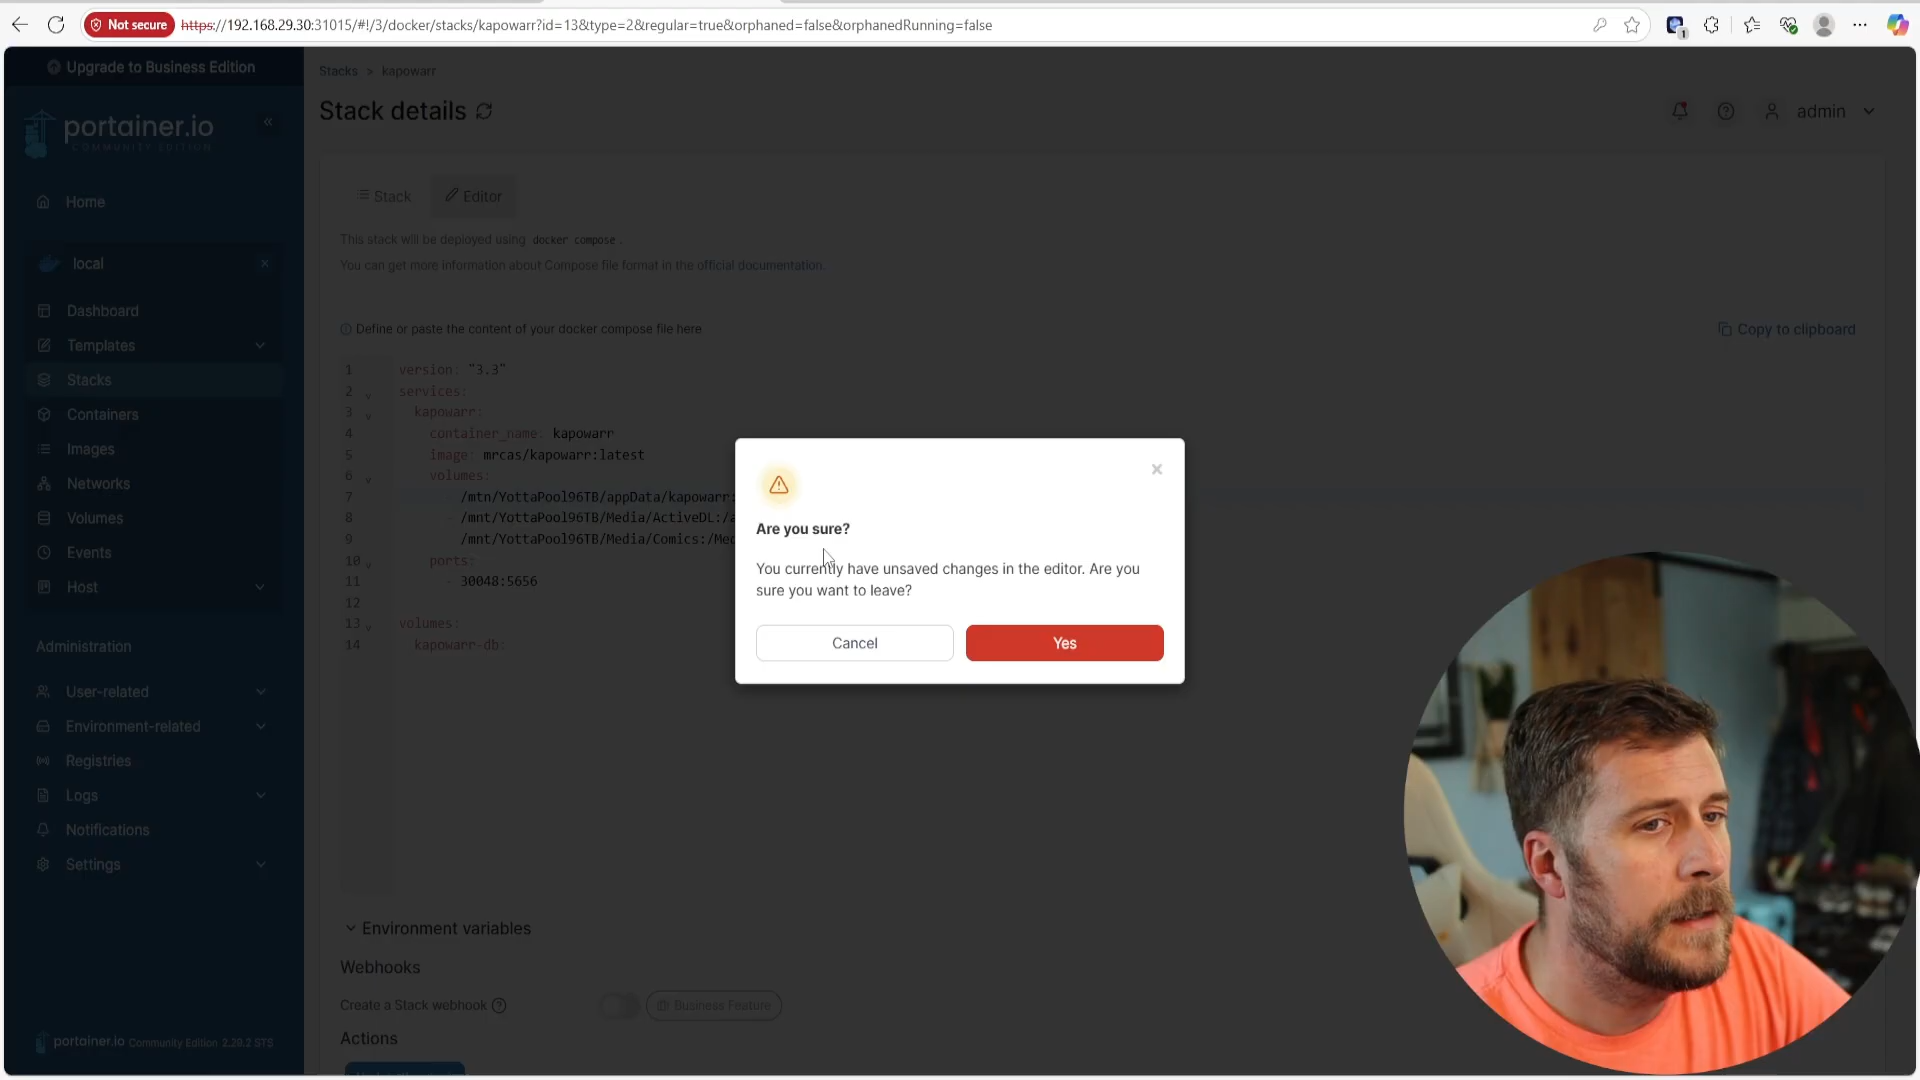 Not secure https://192.168.29.30:31015/#!/3/docker/stacks/kapowarr?id=13&type=2&regular=true&orphaned=false&orphanedRunning=false
1
Upgrade to Business Edition
portainer.io
COMMUNITY EDITION
Home
local
Dashboard
Templates
Stacks
Containers
Images
Networks
Volumes
Events
Host
Administration
User-related
Environment-related
Registries
Logs
Notifications
Settings
portainer.io Community Edition 2.29.2 STS
Stacks > kapowarr
Stack details
admin
Stack
Editor
This stack will be deployed using docker compose .
You can get more information about Compose file format in the official documentation.
Define or paste the content of your docker compose file here
Copy to clipboard
1 version: "3.3"
2 services:
3 kapowarr:
4 container_name: kapowarr
5 image: mrcas/kapowarr:latest
6 volumes:
7 /mtn/YottaPool96TB/appData/kapowarr:
8 - /mnt/YottaPool96TB/Media/ActiveDL:/a
9 /mnt/YottaPool96TB/Media/Comics:/Me
10 ports:
11 - 30048:5656
12
13 volumes:
14 kapowarr-db:
Are you sure?
You currently have unsaved changes in the editor. Are you
sure you want to leave?
Cancel
Yes
Environment variables
Webhooks
Create a Stack webhook
Business Feature
Actions